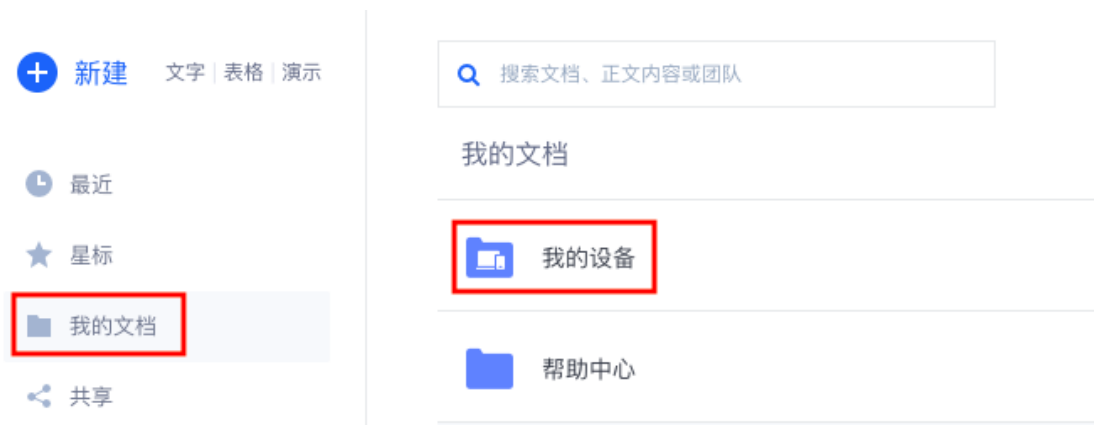 新建 文字 表格 演示
最近
星标
我的文档
共享
搜索文档、正文内容或团队
我的文档
我的设备
帮助中心